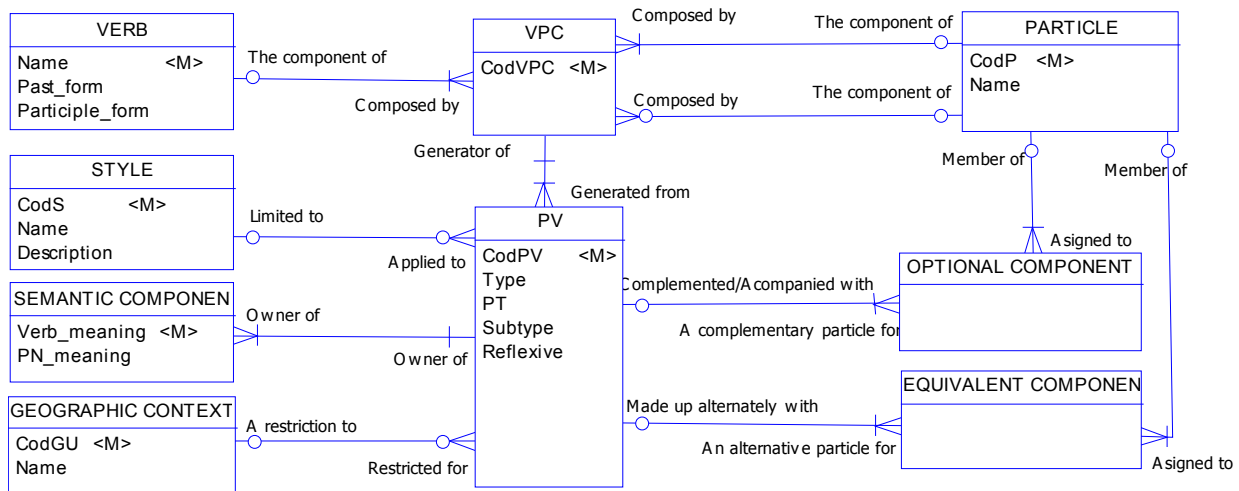 VERB
Name <M>
Past_form
Participle_form
The component of
Composed by
VPC
CodVPC <M>
Composed by
The component of
Composed by
The component of
PARTICLE
CodP <M>
Name
Generator of
Generated from
Member of
Member of
STYLE
CodS <M>
Name
Description
Limited to
Applied to
PV
CodPV <M>
Type
PT
Subtype
Reflexive
Asigned to
OPTIONAL COMPONENT
Complemented/Acompanied with
A complementary particle for
SEMANTIC COMPONEN
Verb_meaning <M>
PN_meaning
Owner of
Owner of
EQUIVALENT COMPONEN
Made up alternately with
An alternative particle for
Asigned to
GEOGRAPHIC CONTEXT
CodGU <M>
Name
A restriction to
Restricted for